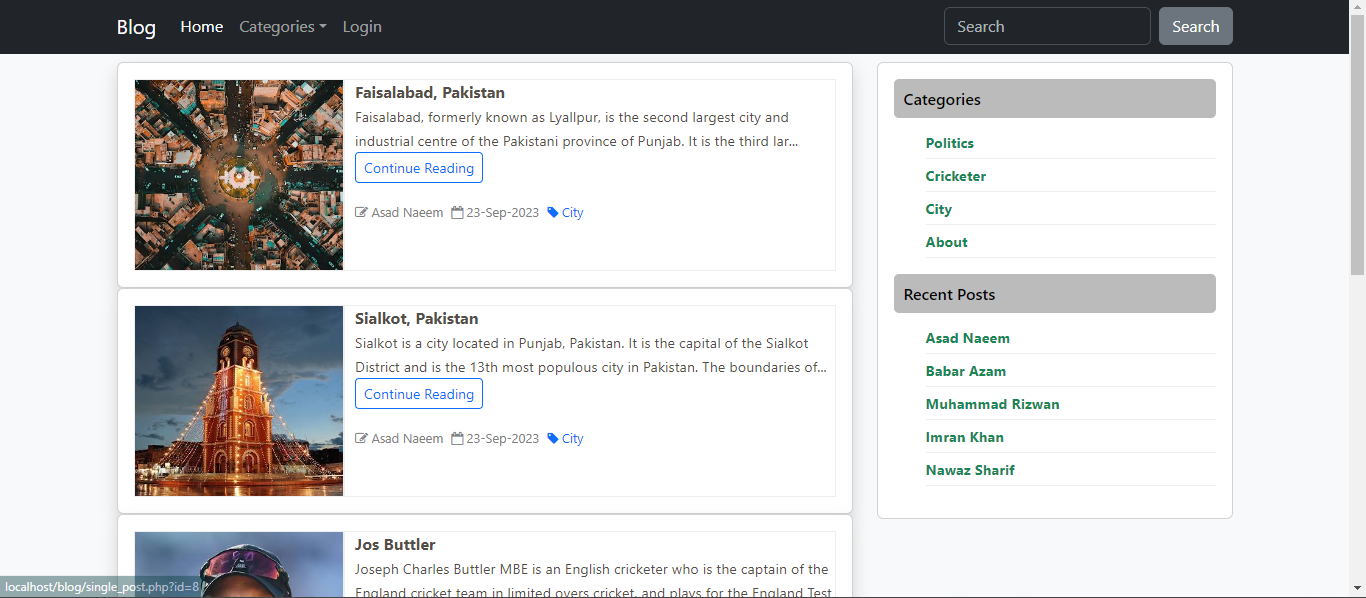 Blog Home Categories Login Search Search
Faisalabad, Pakistan
Faisalabad, formerly known as Lyallpur, is the second largest city and
industrial centre of the Pakistani province of Punjab. It is the third lar...
Continue Reading
Asad Naeem 23-Sep-2023 City
Sialkot, Pakistan
Sialkot is a city located in Punjab, Pakistan. It is the capital of the Sialkot
District and is the 13th most populous city in Pakistan. The boundaries of...
Continue Reading
Asad Naeem 23-Sep-2023 City
Jos Buttler
Joseph Charles Buttler MBE is an English cricketer who is the captain of the
England cricket team in limited overs cricket, and plays for the England Test
Categories
Politics
Cricketer
City
About
Recent Posts
Asad Naeem
Babar Azam
Muhammad Rizwan
Imran Khan
Nawaz Sharif
localhost/blog/single_post.php?id=8